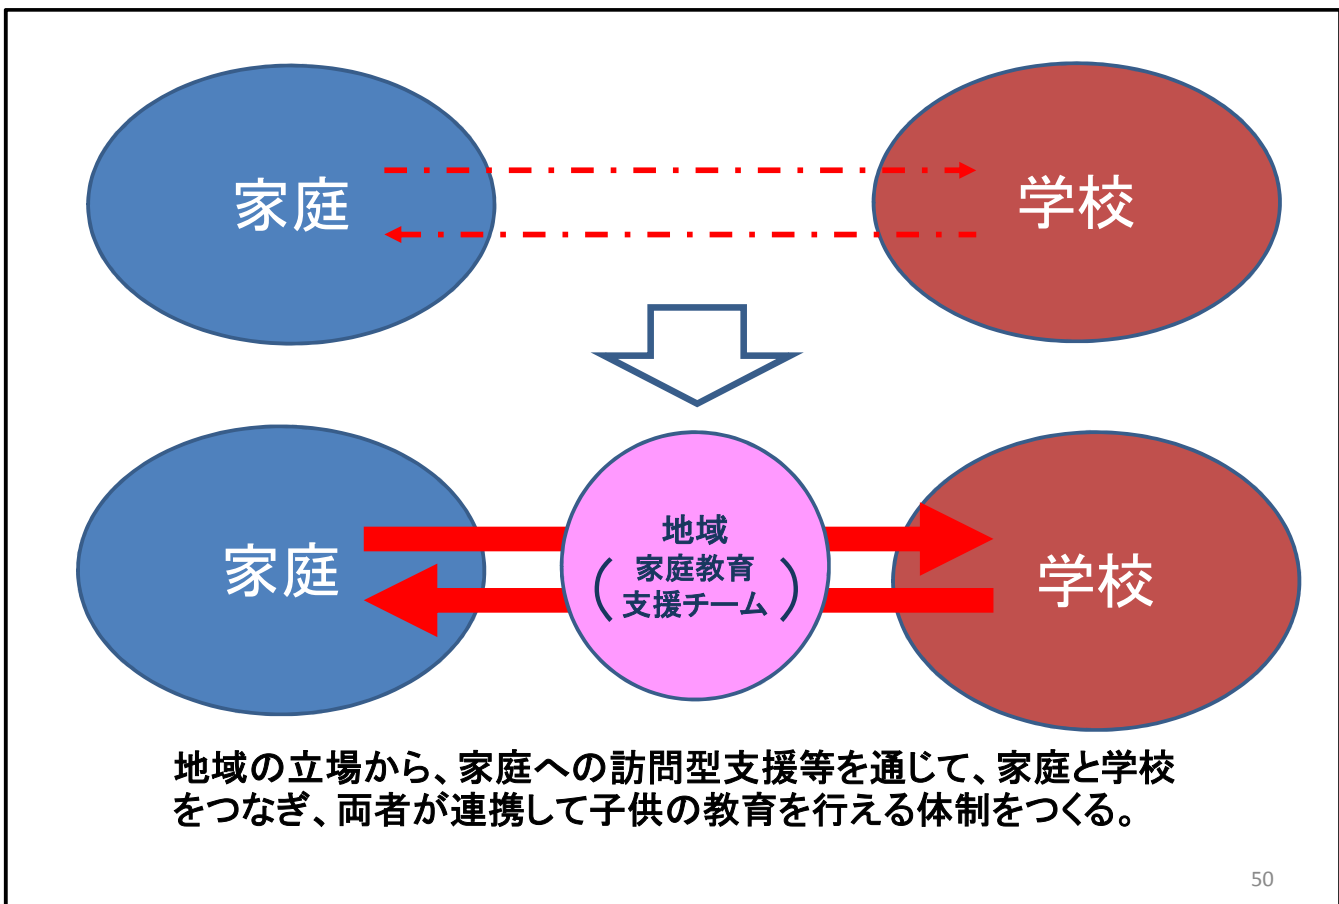 家庭
学校
家庭
地域
(家庭教育
支援チーム)
学校
地域の立場から、家庭への訪問型支援等を通じて、家庭と学校
をつなぎ、両者が連携して子供の教育を行える体制をつくる。
50